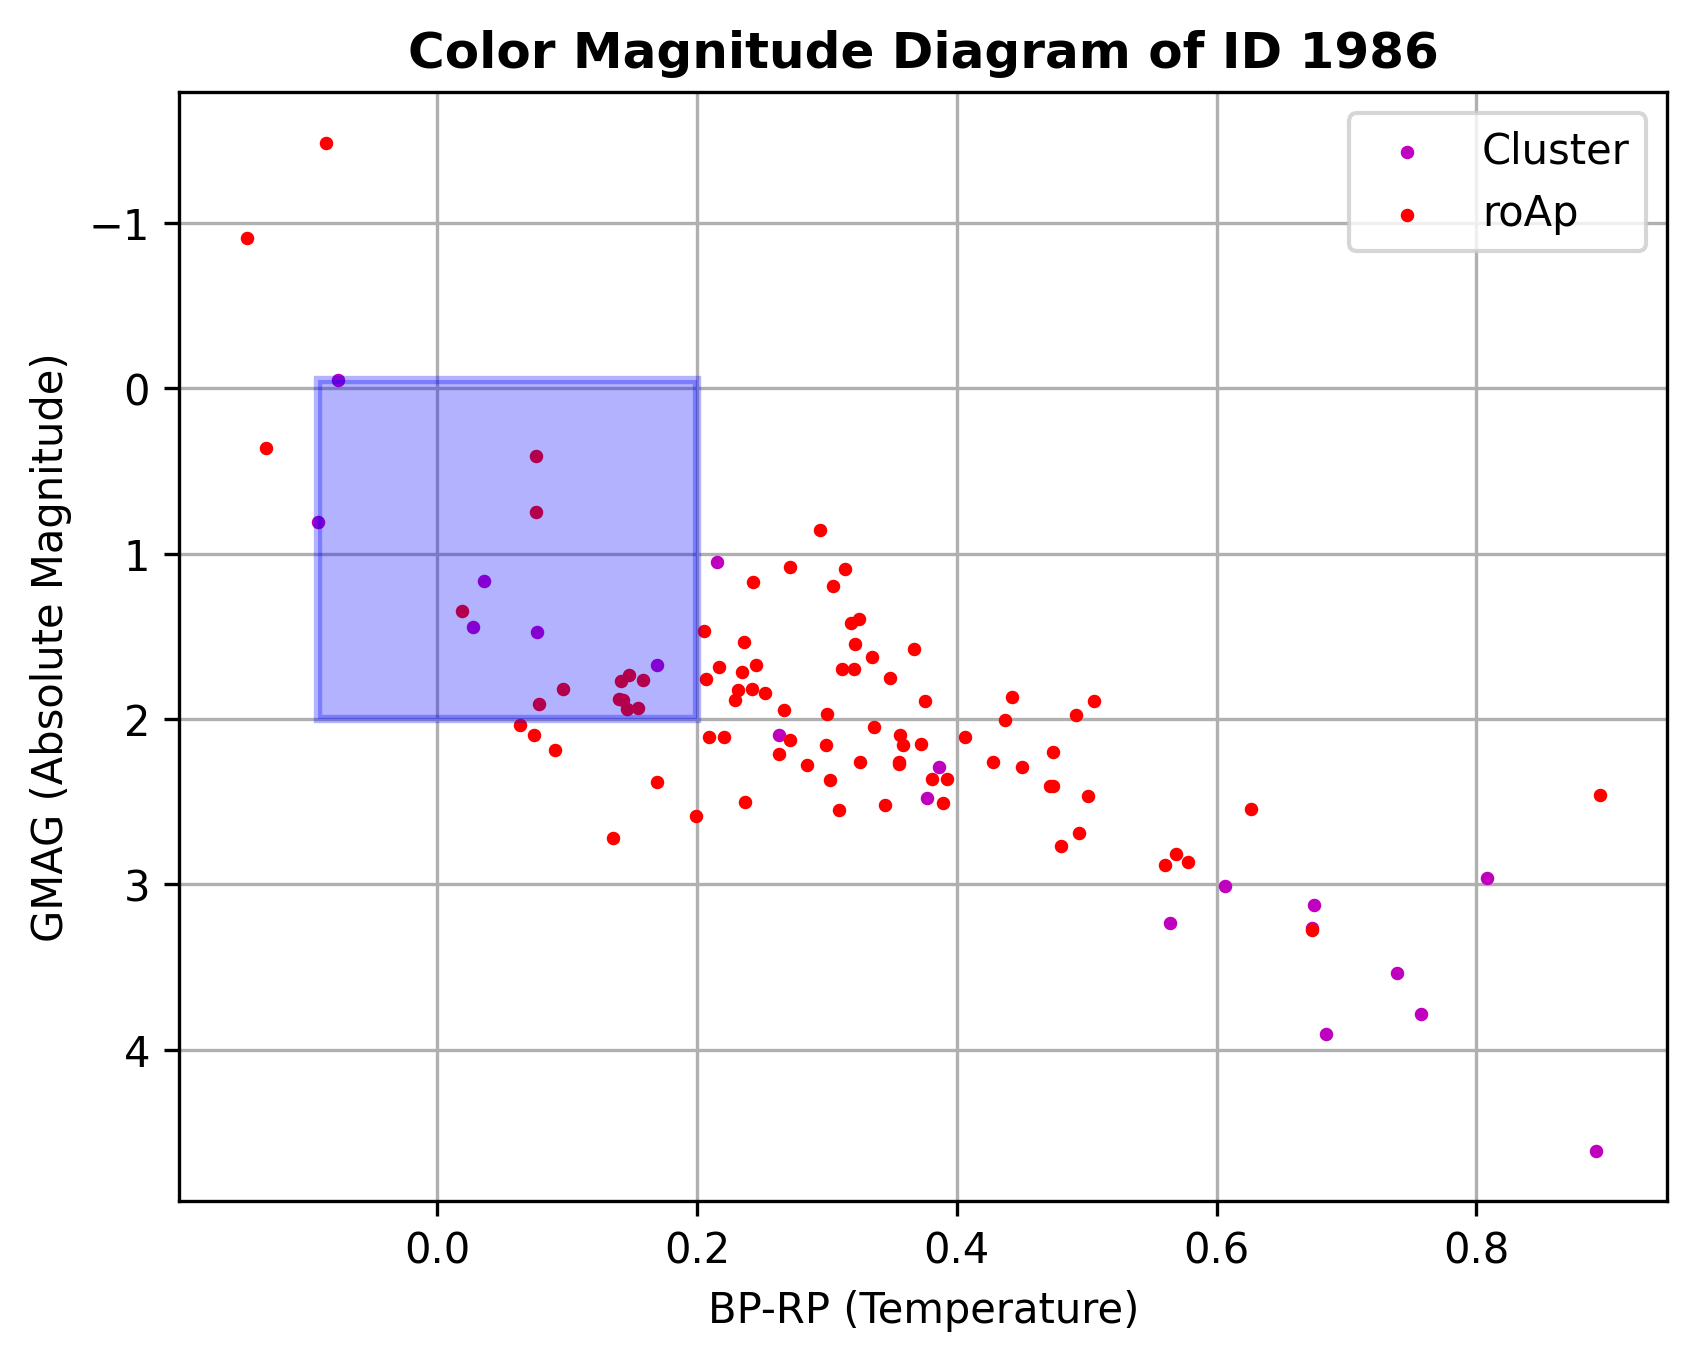 Color Magnitude Diagram of ID 1986
Cluster
roAp
−1
0
1
2
3
4
GMAG (Absolute Magnitude)
0.0 0.2 0.4 0.6 0.8
BP-RP (Temperature)